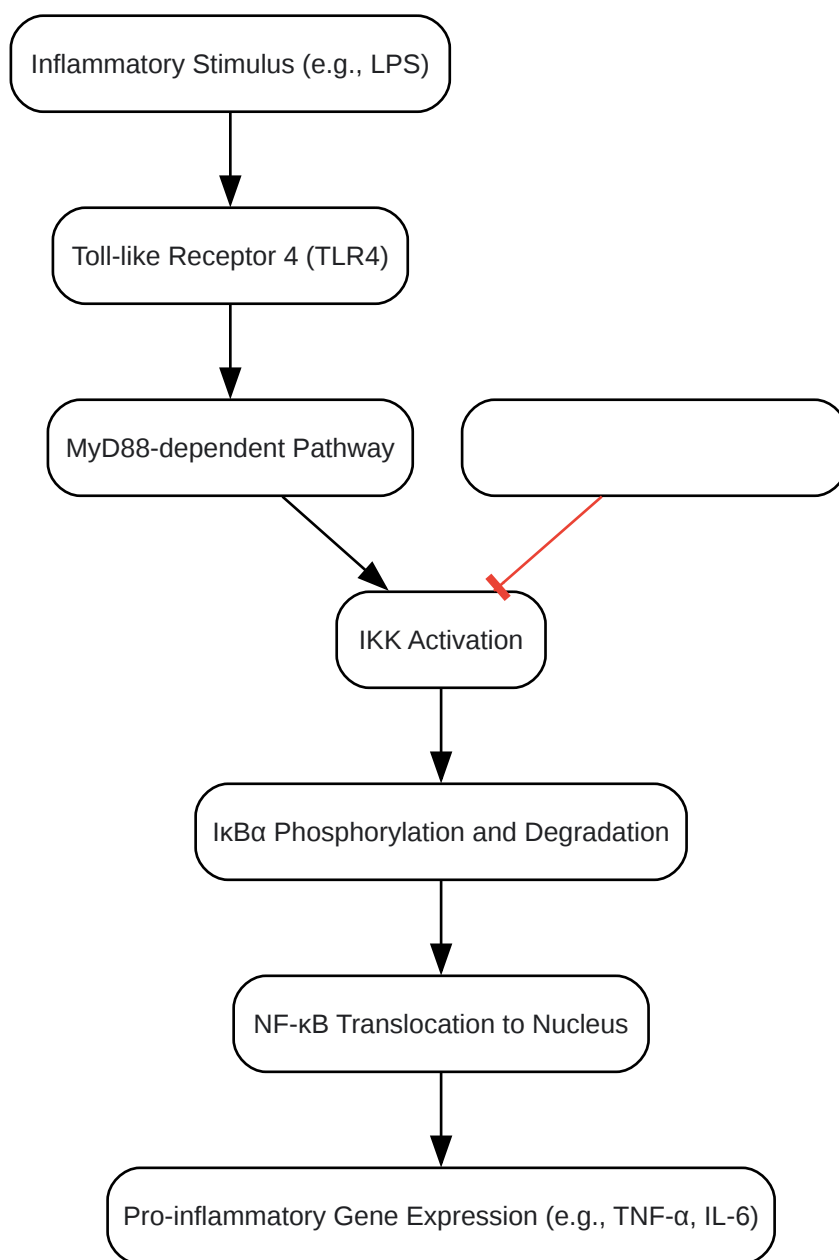 Inflammatory Stimulus (e.g., LPS)
Toll-like Receptor 4 (TLR4)
MyD88-dependent Pathway
IKK Activation
IκBα Phosphorylation and Degradation
NF-κB Translocation to Nucleus
Pro-inflammatory Gene Expression (e.g., TNF-α, IL-6)